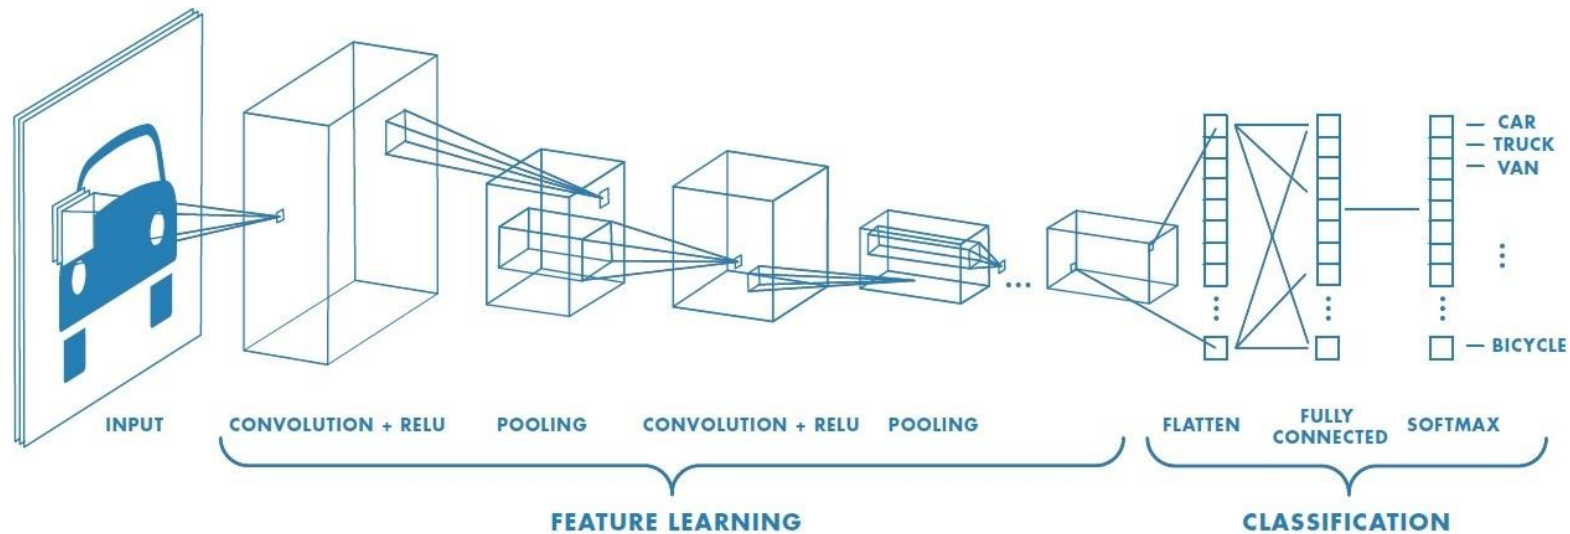 CAR
TRUCK
VAN
BICYCLE
INPUT
CONVOLUTION + RELU
POOLING
CONVOLUTION + RELU
POOLING
FLATTEN
FULLY
CONNECTED
SOFTMAX
FEATURE LEARNING
CLASSIFICATION